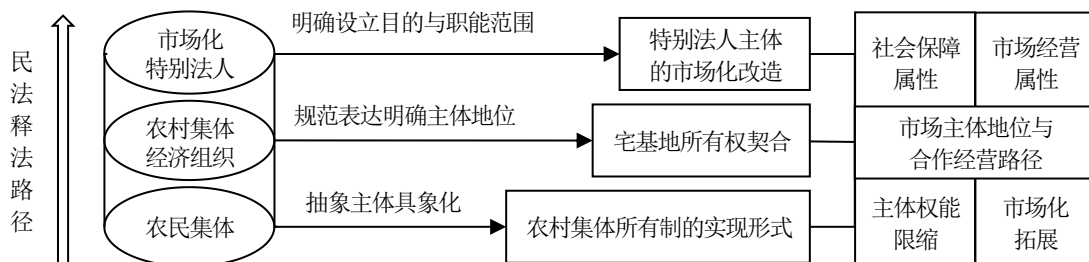 民法释法路径
市场化
特别法人
明确设立目的与职能范围
特别法人主体
的市场化改造
社会保障
属性
市场经营
属性
农村集体
经济组织
规范表达明确主体地位
宅基地所有权契合
市场主体地位与
合作经营路径
农民集体
抽象主体具象化
农村集体所有制的实现形式
主体权能
限缩
市场化
拓展